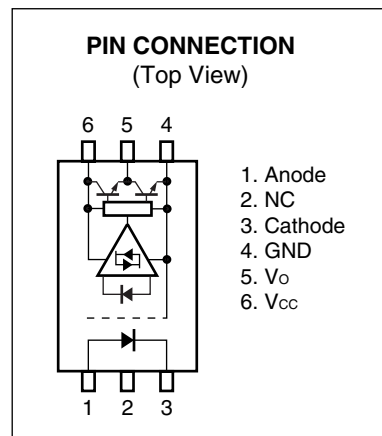 PIN CONNECTION
(Top View)
6 5 4
1. Anode
2. NC
3. Cathode
4. GND
5. VO
6. VCC
1 2 3